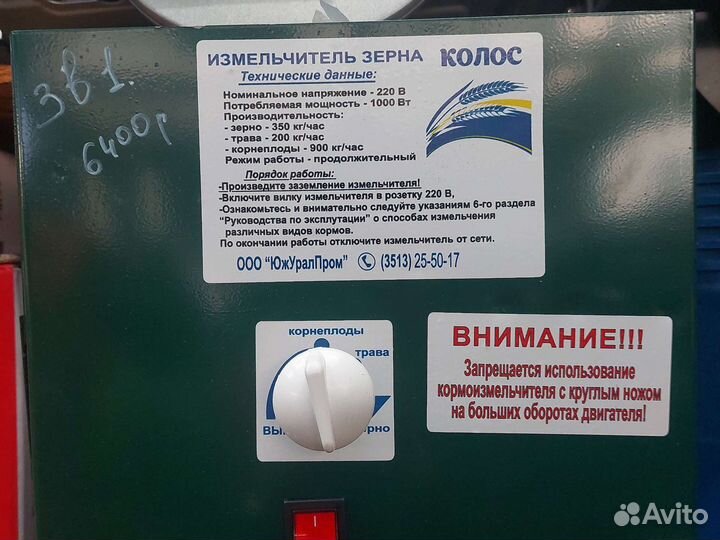 3 в 1.
6400р
ИЗМЕЛЬЧИТЕЛЬ ЗЕРНА КОЛОС
Технические данные:
Номинальное напряжение - 220 В
Потребляемая мощность - 1000 Вт
Производительность:
- зерно - 350 кг/час
- трава - 200 кг/час
- корнеплоды - 900 кг/час
Режим работы - продолжительный
Порядок работы:
-Произведите заземление измельчителя!
-Включите вилку измельчителя в розетку 220 В,
-Ознакомьтесь и внимательно следуйте указаниям 6-го раздела
"Руководства по эксплутации" о способах измельчения
различных видов кормов.
По окончании работы отключите измельчитель от сети.
ООО "ЮжУралПром" (3513) 25-50-17
корнеплоды
трава
ВНИМАНИЕ!!!
Запрещается использование
кормоизмельчителя с круглым ножом
на больших оборотах двигателя!
Avito